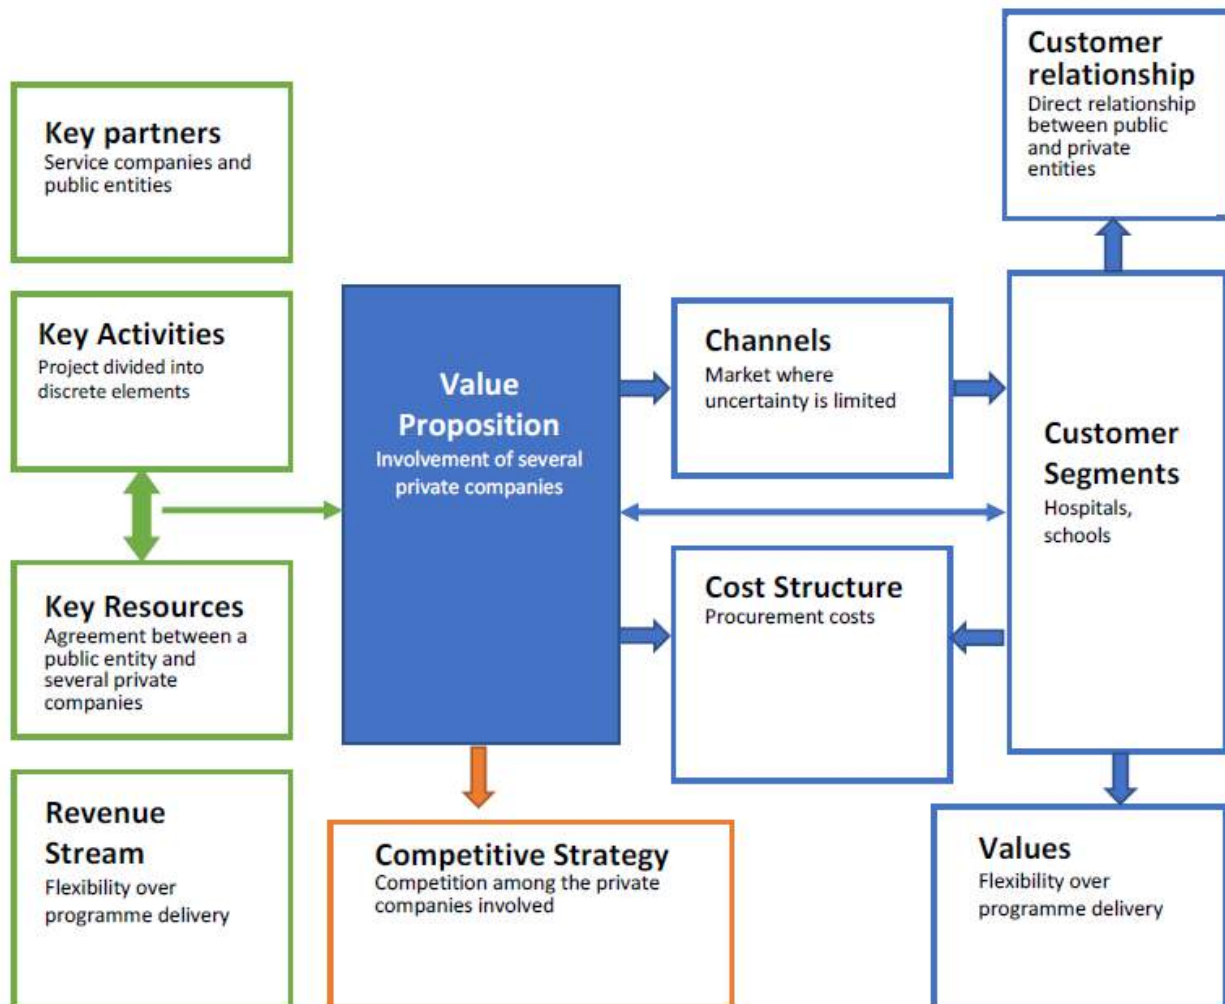 Key partners
Service companies and
public entities
Key Activities
Project divided into
discrete elements
Key Resources
Agreement between a
public entity and
several private
companies
Revenue
Stream
Flexibility over
programme delivery
Value
Proposition
Involvement of several
private companies
Competitive Strategy
Competition among the private
companies involved
Channels
Market where
uncertainty is limited
Cost Structure
Procurement costs
Customer
relationship
Direct relationship
between public
and private
entities
Customer
Segments
Hospitals,
schools
Values
Flexibility over
programme delivery